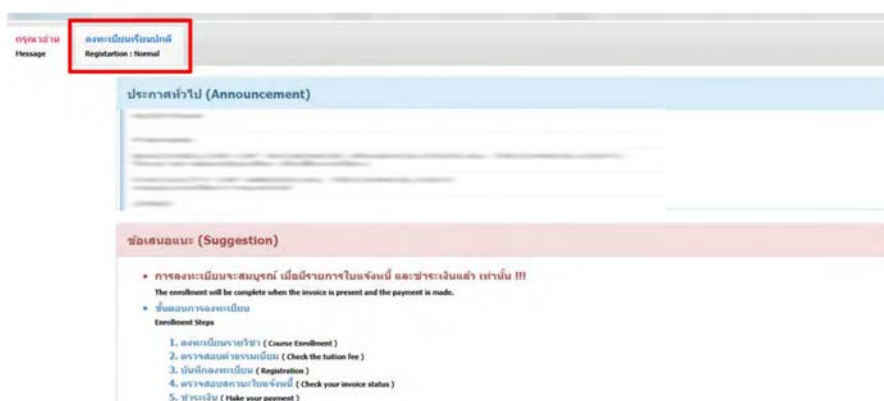 กรุณาอ่าน
Message
ลงทะเบียนเรียนปกติ
Registartion : Normal
ประกาศทั่วไป (Announcement)
ข้อเสนอแนะ (Suggestion)
การลงทะเบียนจะสมบูรณ์ เมื่อมีรายการใบแจ้งหนี้ และชำระเงินแล้ว เท่านั้น !!!
The enrollment will be complete when the invoice is present and the payment is made.
ขั้นตอนการลงทะเบียน
Enrollment Steps
1. ลงทะเบียนรายวิชา ( Course Enrollment )
2. ตรวจสอบค่าธรรมเนียม ( Check the tuition fee )
3. บันทึกลงทะเบียน ( Registration )
4. ตรวจสอบสถานะใบแจ้งหนี้ ( Check your invoice status )
5. ชำระเงิน ( Make your payment )